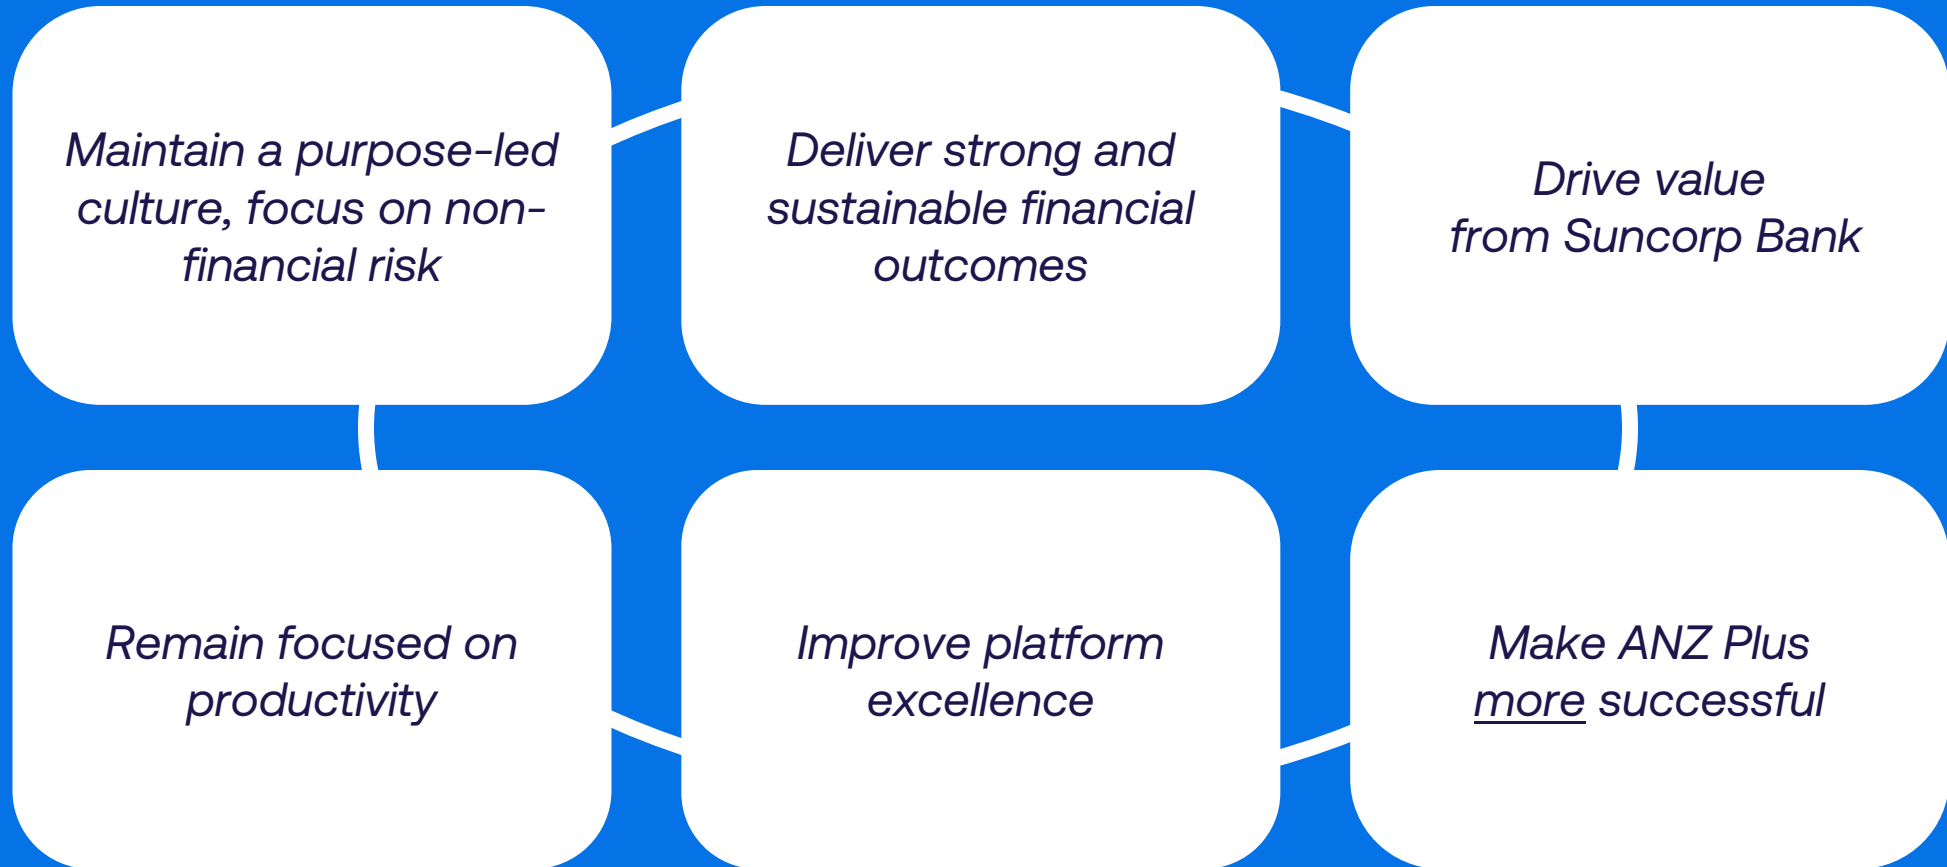 Maintain a purpose-led
culture, focus on non-
financial risk
Deliver strong and
sustainable financial
outcomes
Drive value
from Suncorp Bank
Remain focused on
productivity
Improve platform
excellence
Make ANZ Plus
more successful